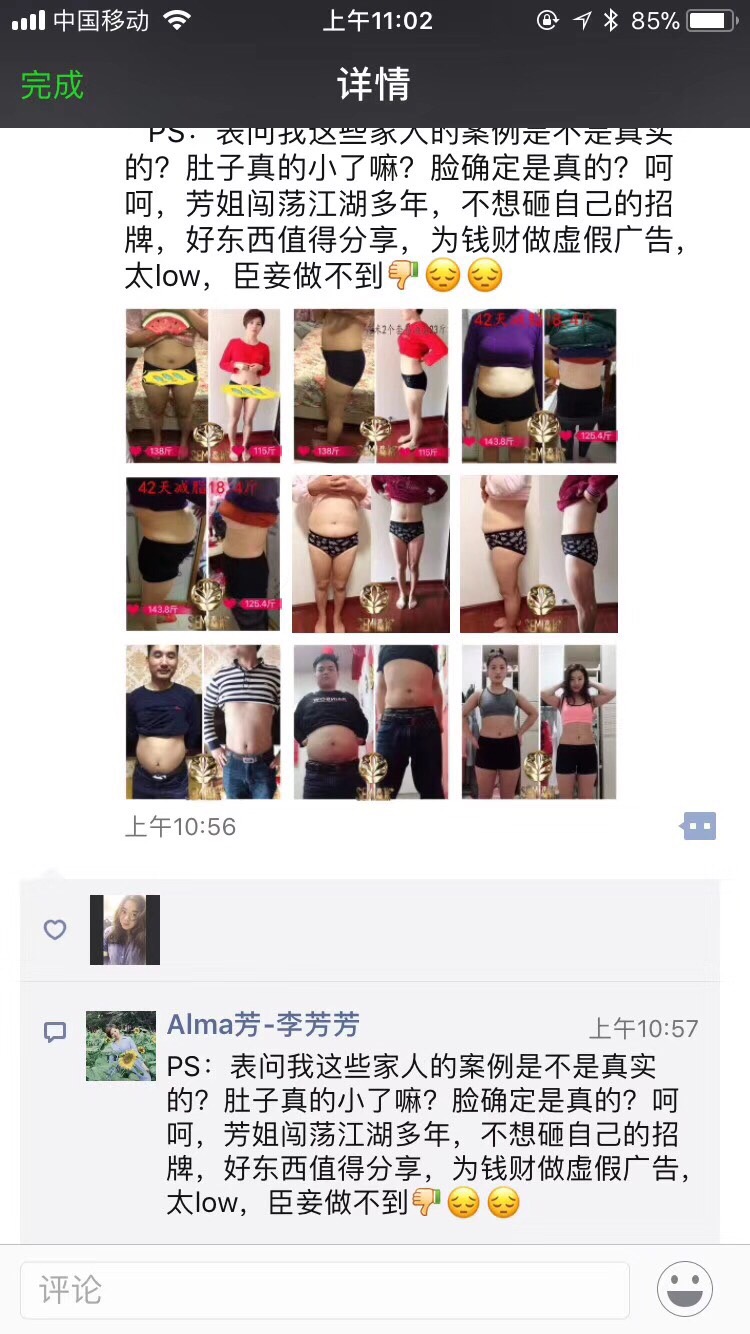 中国移动
上午11:02
85%
完成
详情
PS：表问我这些家人的案例是不是真实
的？肚子真的小了嘛？脸确定是真的？呵
呵，芳姐闯荡江湖多年，不想砸自己的招
牌，好东西值得分享，为钱财做虚假广告，
太low，臣妾做不到
42天减脂18.4斤
138斤
115斤
138斤
115斤
143.8斤
125.4斤
42天减脂18.4斤
143.8斤
125.4斤
上午10:56
Alma芳-李芳芳
上午10:57
PS：表问我这些家人的案例是不是真实
的？肚子真的小了嘛？脸确定是真的？呵
呵，芳姐闯荡江湖多年，不想砸自己的招
牌，好东西值得分享，为钱财做虚假广告，
太low，臣妾做不到
评论